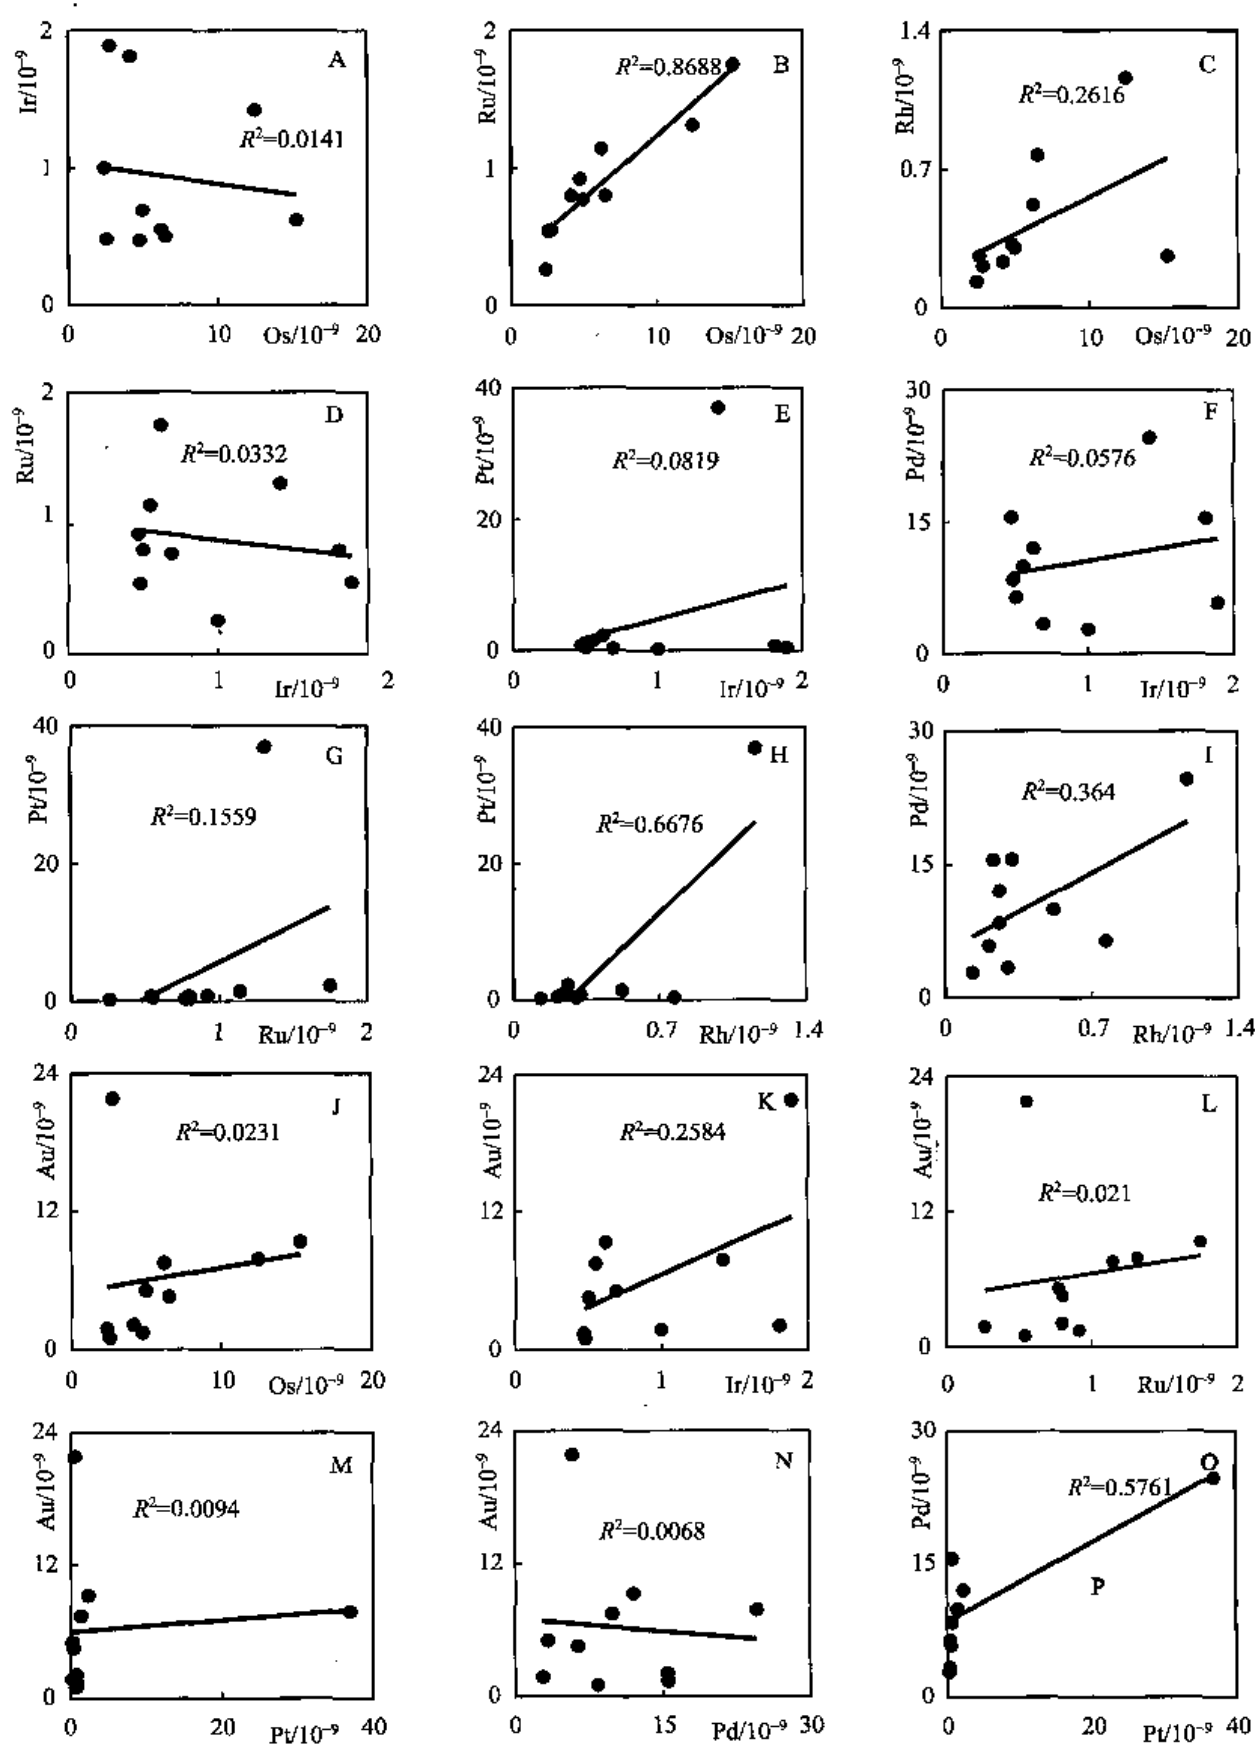 2
A
Ir/10⁻⁹
R²=0.0141
1
0
0
Os/10⁻⁹
20
2
B
Ru/10⁻⁹
R²=0.8688
1
0
0
10
Os/10⁻⁹
20
1.4
C
Rh/10⁻⁹
R²=0.2616
0.7
0
0
10
Os/10⁻⁹
20
2
D
Ru/10⁻⁹
R²=0.0332
1
0
0
1
Ir/10⁻⁹
2
40
E
Pt/10⁻⁹
R²=0.0819
20
0
0
1
Ir/10⁻⁹
2
30
F
Pd/10⁻⁹
R²=0.0576
15
0
0
1
Ir/10⁻⁹
2
40
G
Pt/10⁻⁹
R²=0.1559
20
0
0
1
Ru/10⁻⁹
2
40
H
Pt/10⁻⁹
R²=0.6676
20
0
0
0.7
Rh/10⁻⁹
1.4
30
I
Pd/10⁻⁹
R²=0.364
15
0
0
0.7
Rh/10⁻⁹
1.4
24
J
Au/10⁻⁹
R²=0.0231
12
0
0
10
Os/10⁻⁹
20
24
K
Au/10⁻⁹
R²=0.2584
12
0
0
1
Ir/10⁻⁹
2
24
L
Au/10⁻⁹
R²=0.021
12
0
0
1
Ru/10⁻⁹
2
24
M
Au/10⁻⁹
R²=0.0094
12
0
0
20
Pt/10⁻⁹
40
24
N
Au/10⁻⁹
R²=0.0068
12
0
0
15
Pd/10⁻⁹
30
30
O
Pd/10⁻⁹
R²=0.5761
15
P
0
0
20
Pt/10⁻⁹
40